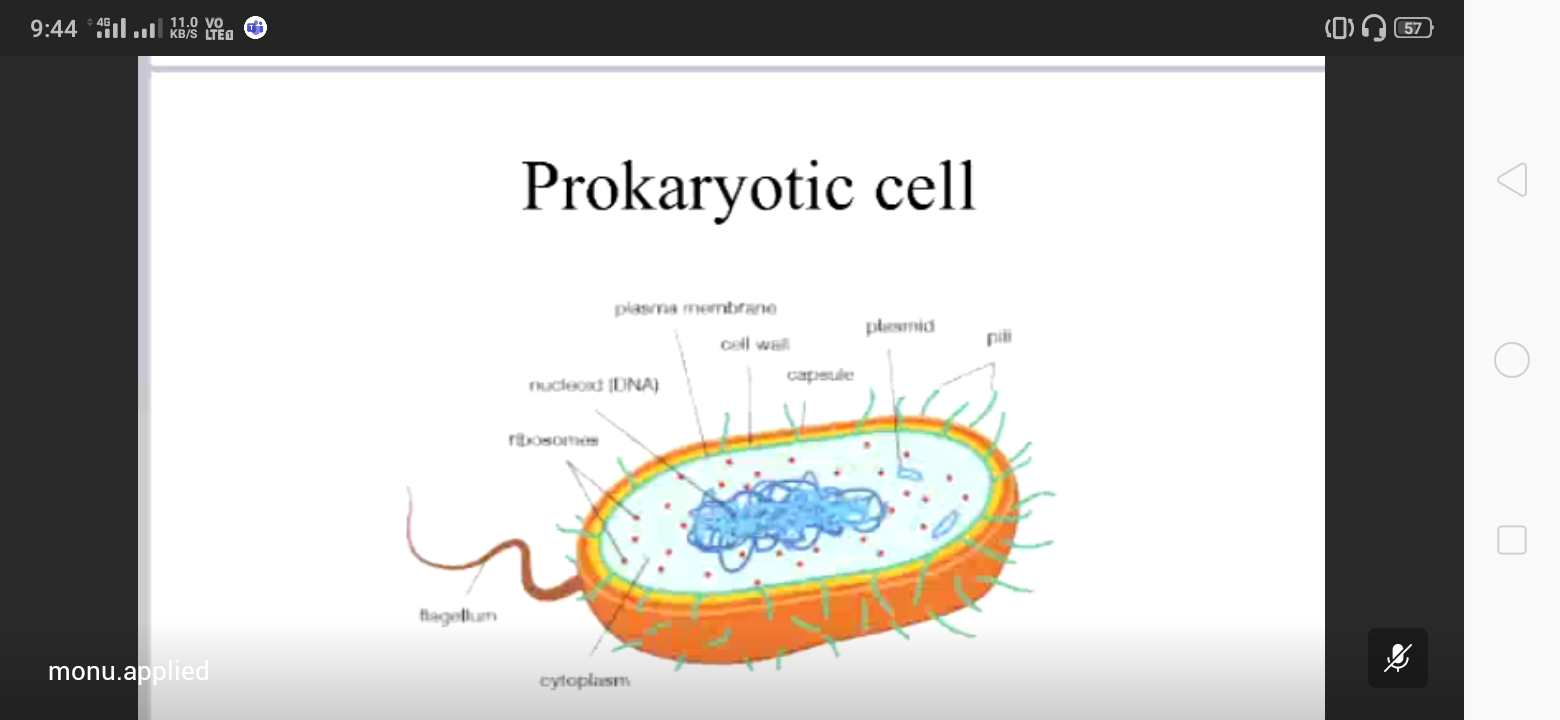 9:44 4G 11.0 KB/S VO LTE 57
Prokaryotic cell
plasma membrane
plasmid
pili
cell wall
capsule
nucleoid (DNA)
ribosomes
flagellum
monu.applied
cytoplasm